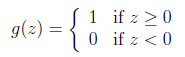 g(z) = { 1 if z ≥ 0
0 if z < 0